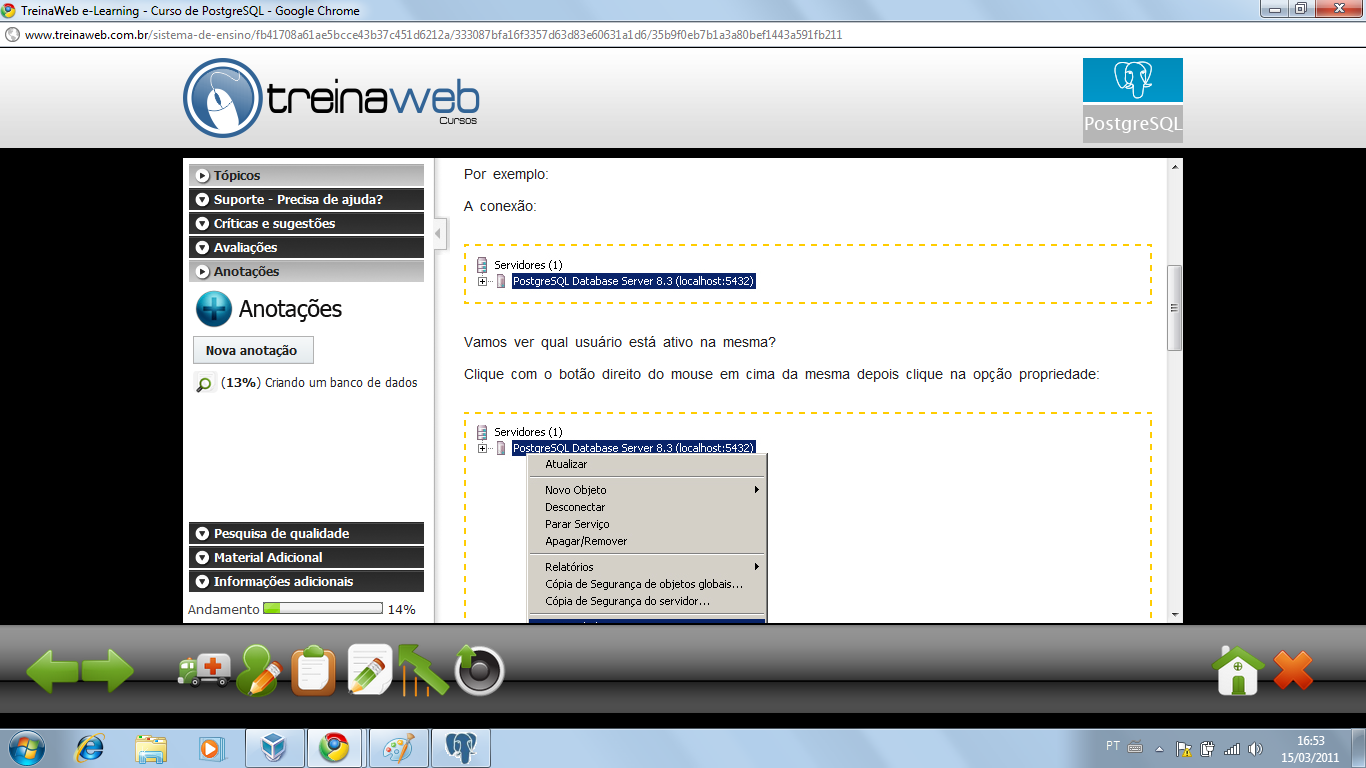 TreinaWeb e-Learning - Curso de PostgreSQL - Google Chrome
www.treinaweb.com.br/sistema-de-ensino/fb41708a61ae5bcce43b37c451d6212a/333087bfa16f3357d63d83e60631a1d6/35b9f0eb7b1a3a80bef1443a591fb211
treinaweb
Cursos
PostgreSQL
Tópicos
Suporte - Precisa de ajuda?
Críticas e sugestões
Avaliações
Anotações
Anotações
Nova anotação
(13%) Criando um banco de dados
Pesquisa de qualidade
Material Adicional
Informações adicionais
Andamento 14%
Por exemplo:
A conexão:
Servidores (1)
PostgreSQL Database Server 8.3 (localhost:5432)
Vamos ver qual usuário está ativo na mesma?
Clique com o botão direito do mouse em cima da mesma depois clique na opção propriedade:
Servidores (1)
PostgreSQL Database Server 8.3 (localhost:5432)
Atualizar
Novo Objeto
Desconectar
Parar Serviço
Apagar/Remover
Relatórios
Cópia de Segurança de objetos globais...
Cópia de Segurança do servidor...
PT
16:53
15/03/2011